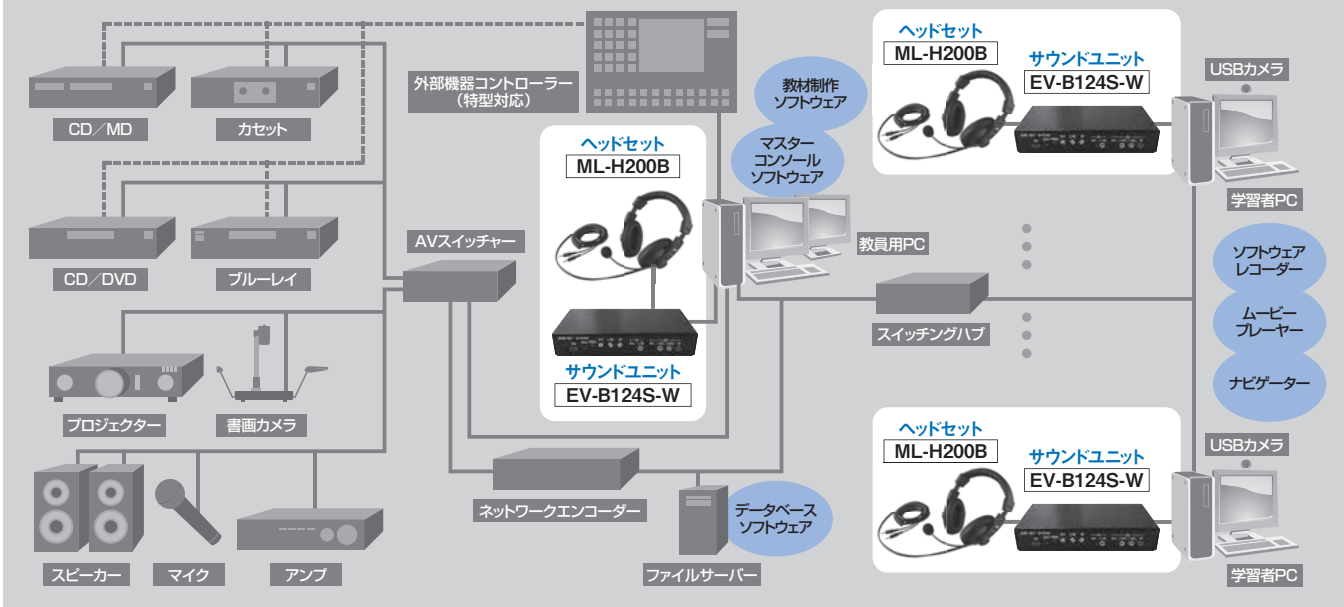 外部機器コントローラー
(特型対応)
CD/MD
カセット
CD/DVD
ブルーレイ
AVスイッチャー
プロジェクター
書画カメラ
スピーカー
マイク
アンプ
ヘッドセット
ML-H200B
サウンドユニット
EV-B124S-W
教材制作
ソフトウェア
マスター
コンソール
ソフトウェア
教員用PC
スイッチングハブ
ネットワークエンコーダー
ファイルサーバー
データベース
ソフトウェア
ヘッドセット
ML-H200B
サウンドユニット
EV-B124S-W
USBカメラ
学習者PC
ソフトウェア
レコーダー
ムービー
プレーヤー
ナビゲーター
ヘッドセット
ML-H200B
サウンドユニット
EV-B124S-W
USBカメラ
学習者PC